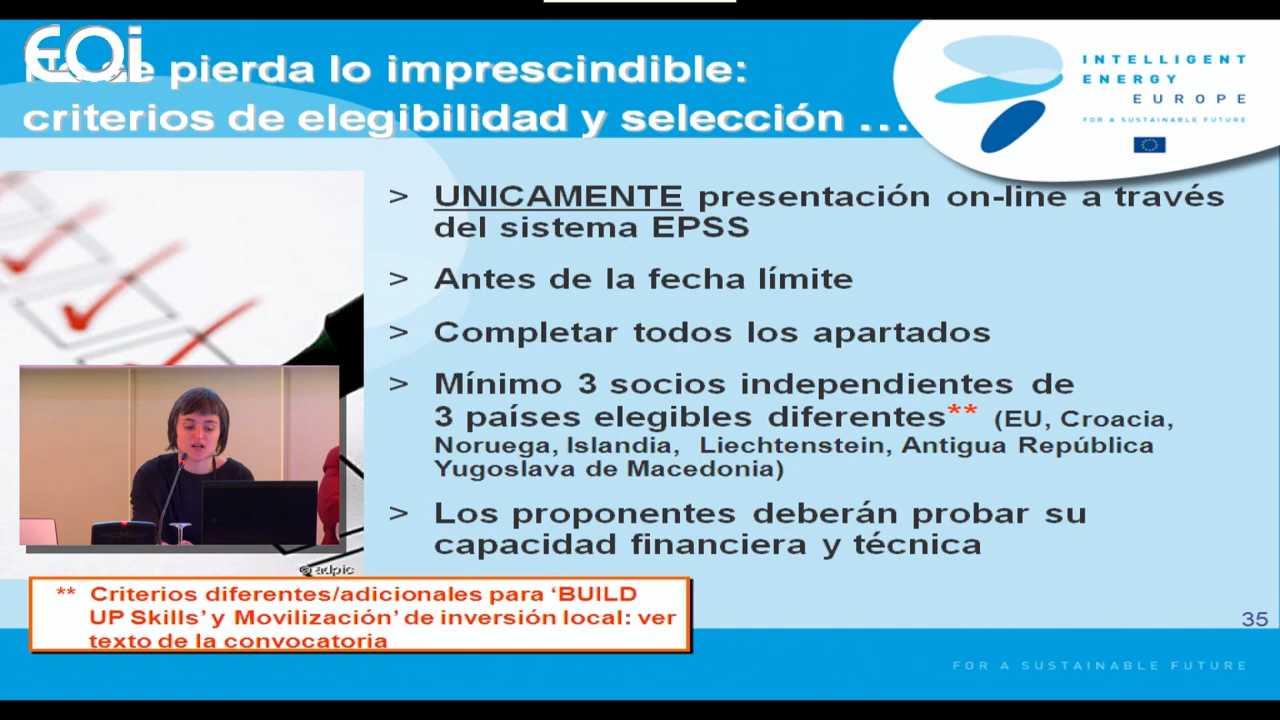 EOi
pierda lo imprescindible:
criterios de elegibilidad y selección ...
INTELLIGENT
ENERGY
EUROPE
FOR A SUSTAINABLE FUTURE
> UNICAMENTE presentación on-line a través
del sistema EPSS
> Antes de la fecha límite
> Completar todos los apartados
> Mínimo 3 socios independientes de
3 países elegibles diferentes** (EU, Croacia,
Noruega, Islandia, Liechtenstein, Antigua República
Yugoslava de Macedonia)
> Los proponentes deberán probar su
capacidad financiera y técnica
adpic
** Criterios diferentes/adicionales para ‘BUILD
UP Skills’ y Movilización’ de inversión local: ver
texto de la convocatoria
35
FOR A SUSTAINABLE FUTURE